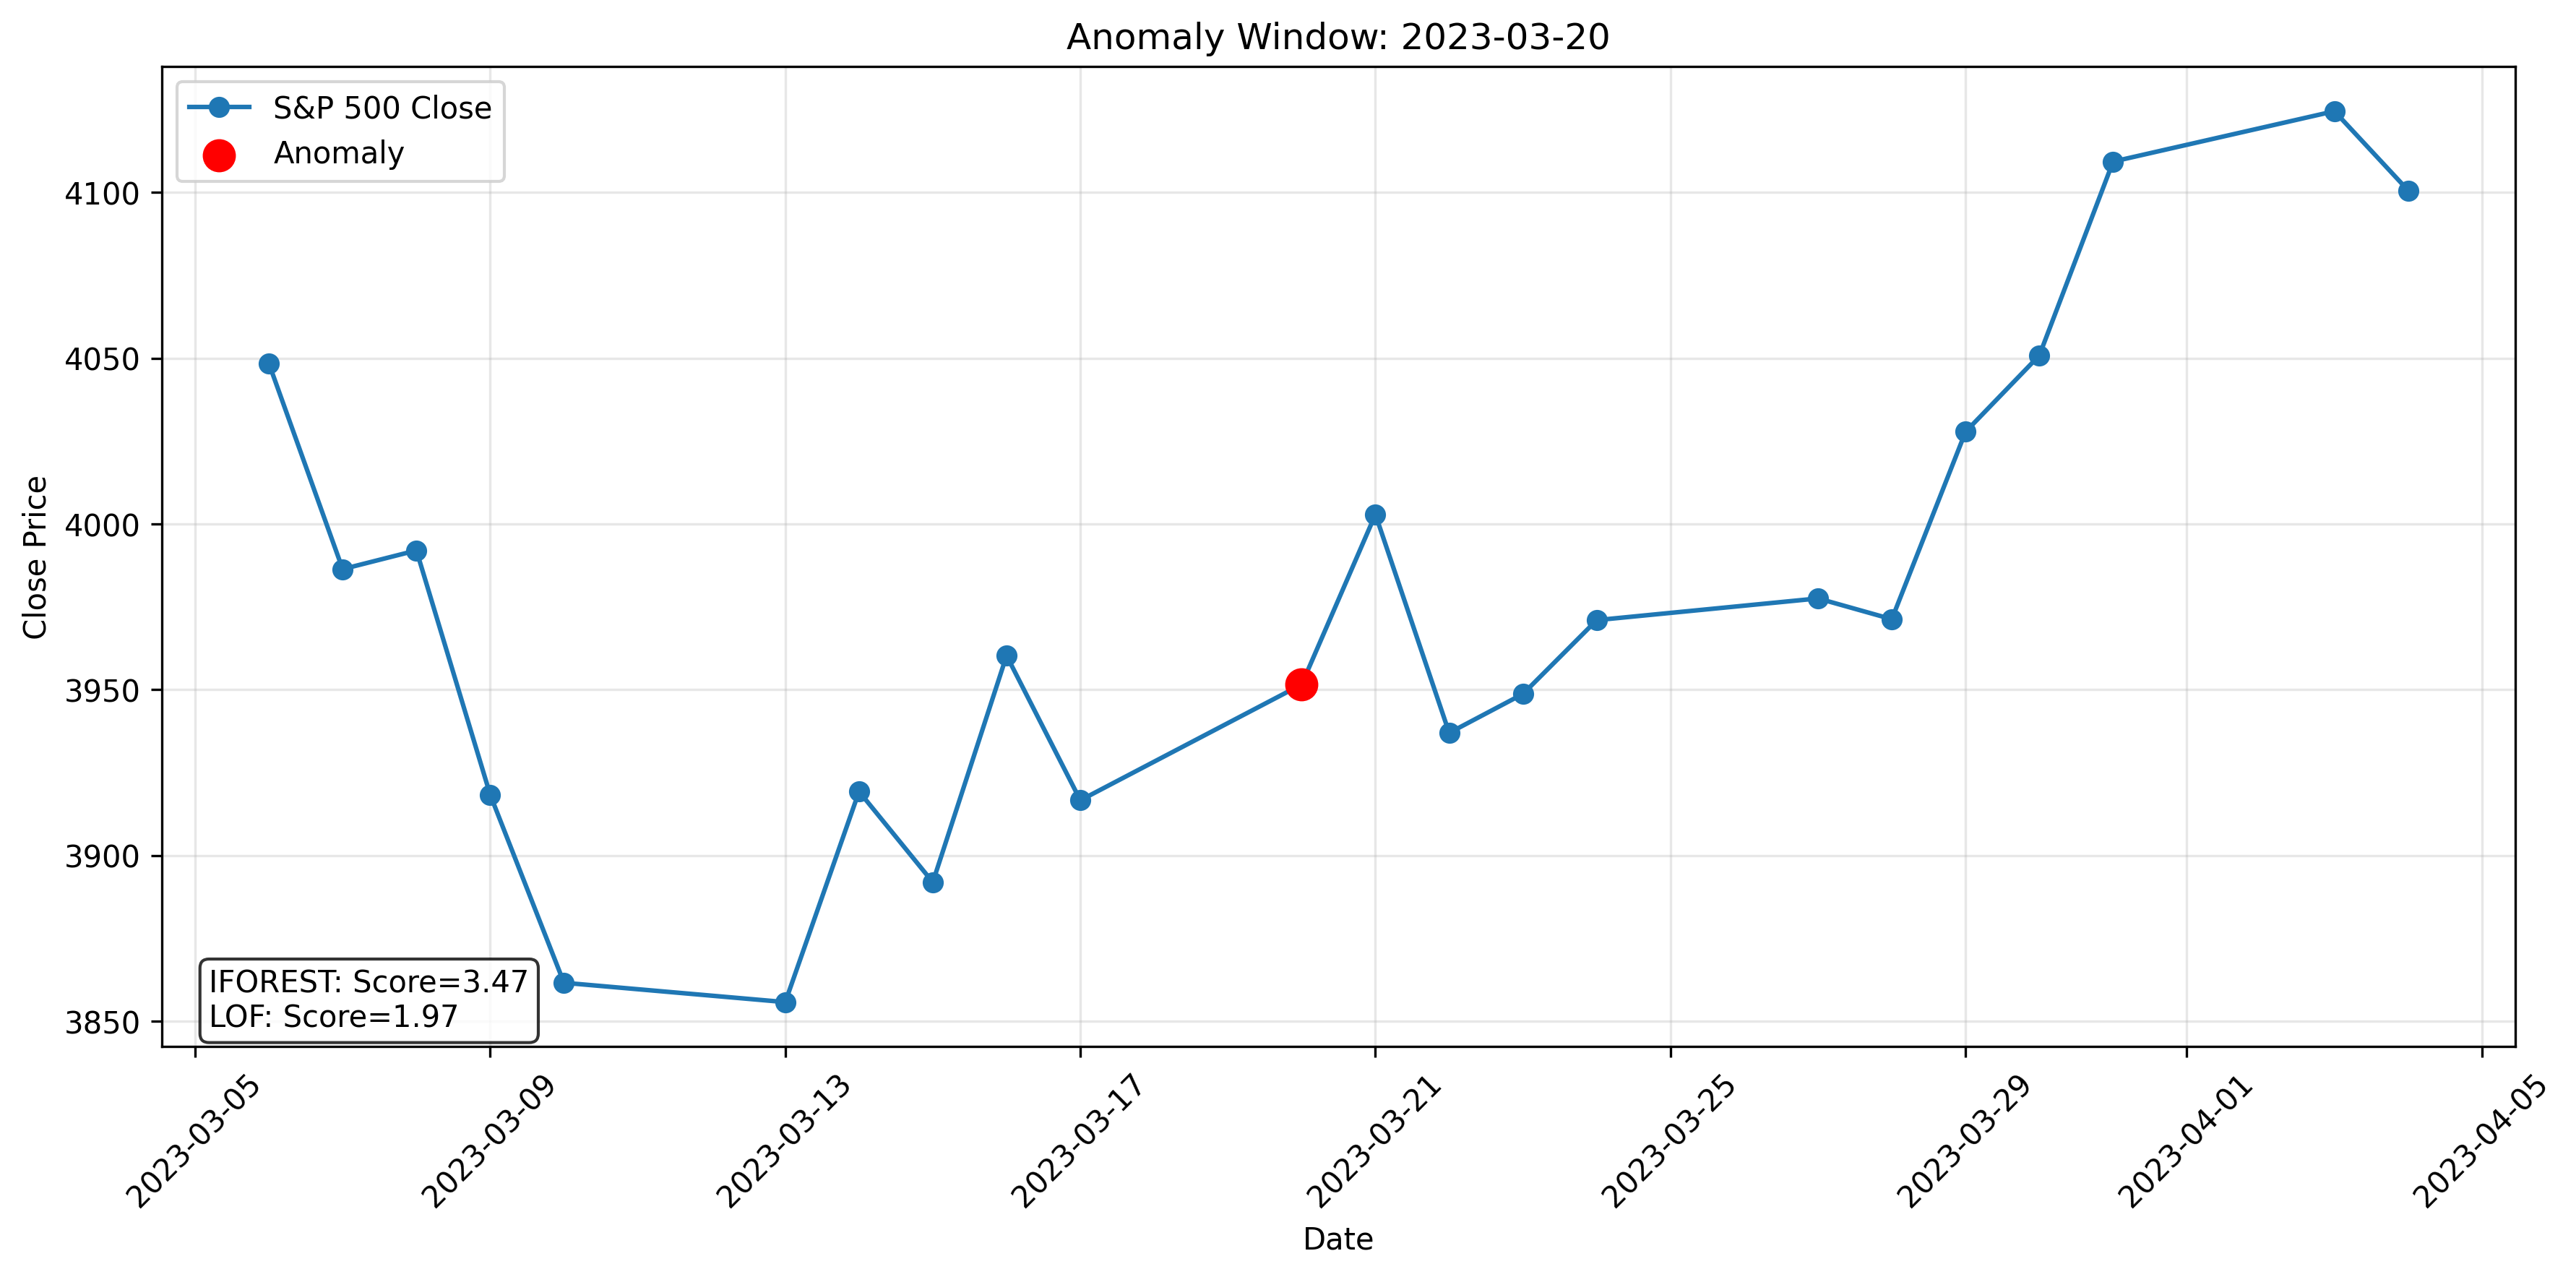 Anomaly Window: 2023-03-20
S&P 500 Close
Anomaly
4100
4050
4000
3950
3900
3850
Close Price
IFOREST: Score=3.47
LOF: Score=1.97
2023-03-05
2023-03-09
2023-03-13
2023-03-17
2023-03-21
2023-03-25
2023-03-29
2023-04-01
2023-04-05
Date